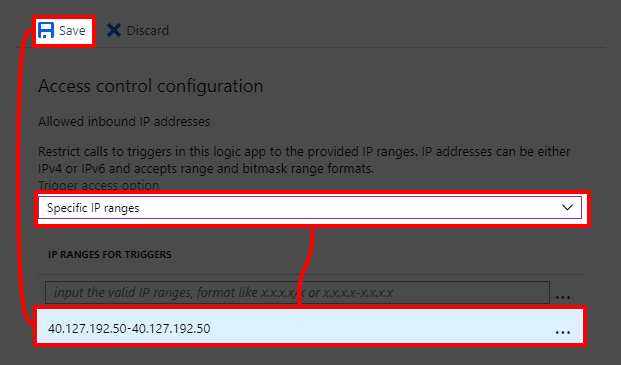 Save Discard
Access control configuration
Allowed inbound IP addresses
Restrict calls to triggers in this logic app to the provided IP ranges. IP addresses can be either
IPv4 or IPv6 and accepts range and bitmask range formats.
Trigger access option
Specific IP ranges
IP RANGES FOR TRIGGERS
input the valid IP ranges, format like x.x.x.x/x or x.x.x.x-x.x.x.x
...
40.127.192.50-40.127.192.50
...